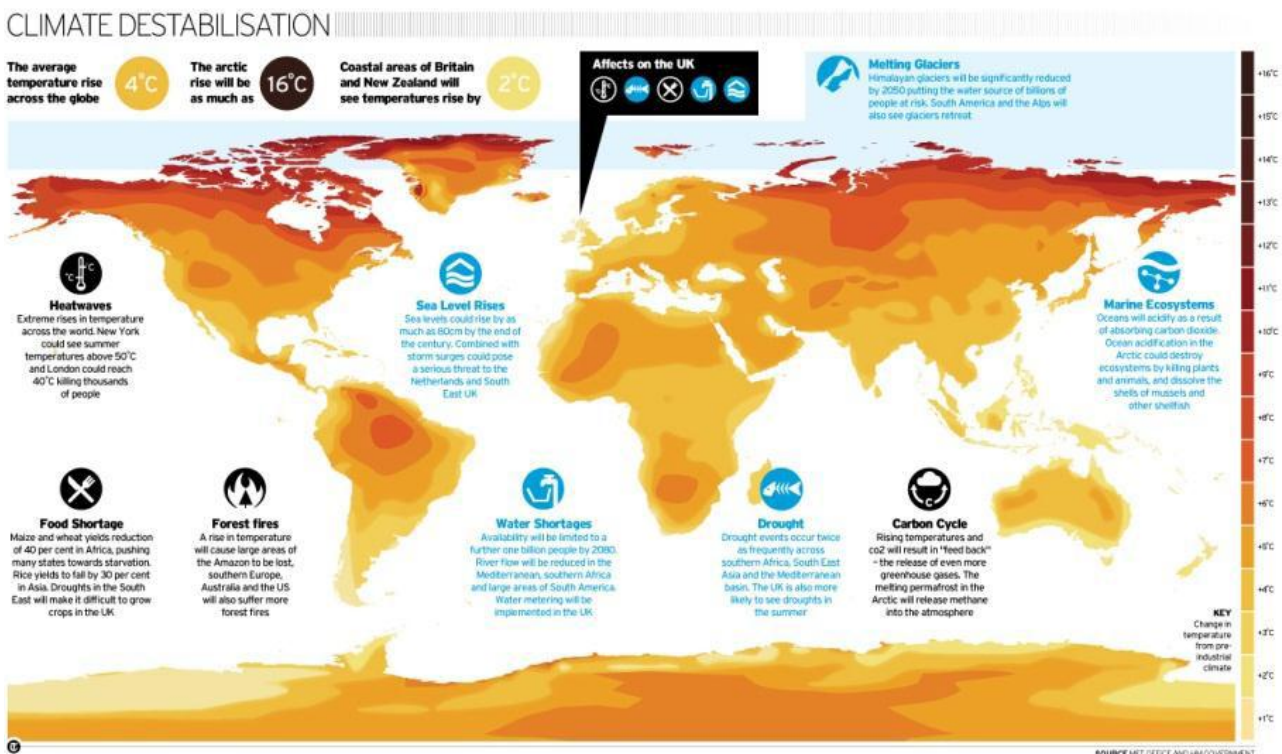 CLIMATE DESTABILISATION
The average
temperature rise
across the globe
4°C
The arctic
rise will be
as much as
16°C
Coastal areas of Britain
and New Zealand will
see temperatures rise by
2°C
Affects on the UK
Melting Glaciers
Himalayan glaciers will be significantly reduced
by 2050 putting the water source of billions of
people at risk. South America and the Alps will
also see glaciers retreat
Heatwaves
Extreme rises in temperature
across the world. New York
could see summer
temperatures above 50°C
and London could reach
40°C killing thousands
of people
Sea Level Rises
Sea levels could rise by as
much as 80cm by the end of
the century. Combined with
storm surges could pose
a serious threat to the
Netherlands and South
East UK
Marine Ecosystems
Oceans will acidify as a result
of absorbing carbon dioxide.
Ocean acidification in the
Arctic could destroy
ecosystems by killing plants
and animals, and dissolve the
shells of mussels and
other shellfish
Food Shortage
Maize and wheat yields reduction
of 40 per cent in Africa, pushing
many states towards starvation.
Rice yields to fall by 30 per cent
in Asia. Droughts in the South
East will make it difficult to grow
crops in the UK
Forest fires
A rise in temperature
will cause large areas of
the Amazon to be lost,
southern Europe,
Australia and the US
will also suffer more
forest fires
Water Shortages
Availability will be limited to a
further one billion people by 2080.
River flow will be reduced in the
Mediterranean, southern Africa
and large areas of South America.
Water metering will be
implemented in the UK
Drought
Drought events occur twice
as frequently across
southern Africa, South East
Asia and the Mediterranean
basin. The UK is also more
likely to see droughts in
the summer
Carbon Cycle
Rising temperatures and
co2 will result in "feed back"
- the release of even more
greenhouse gases. The
melting permafrost in the
Arctic will release methane
into the atmosphere
+16°C
+15°C
+14°C
+13°C
+12°C
+11°C
+10°C
+9°C
+8°C
+7°C
+6°C
+5°C
+4°C
+3°C
+2°C
+1°C
KEY
Change in
temperature
from pre-
industrial
climate
SOURCE MET OFFICE AND HM GOVERNMENT